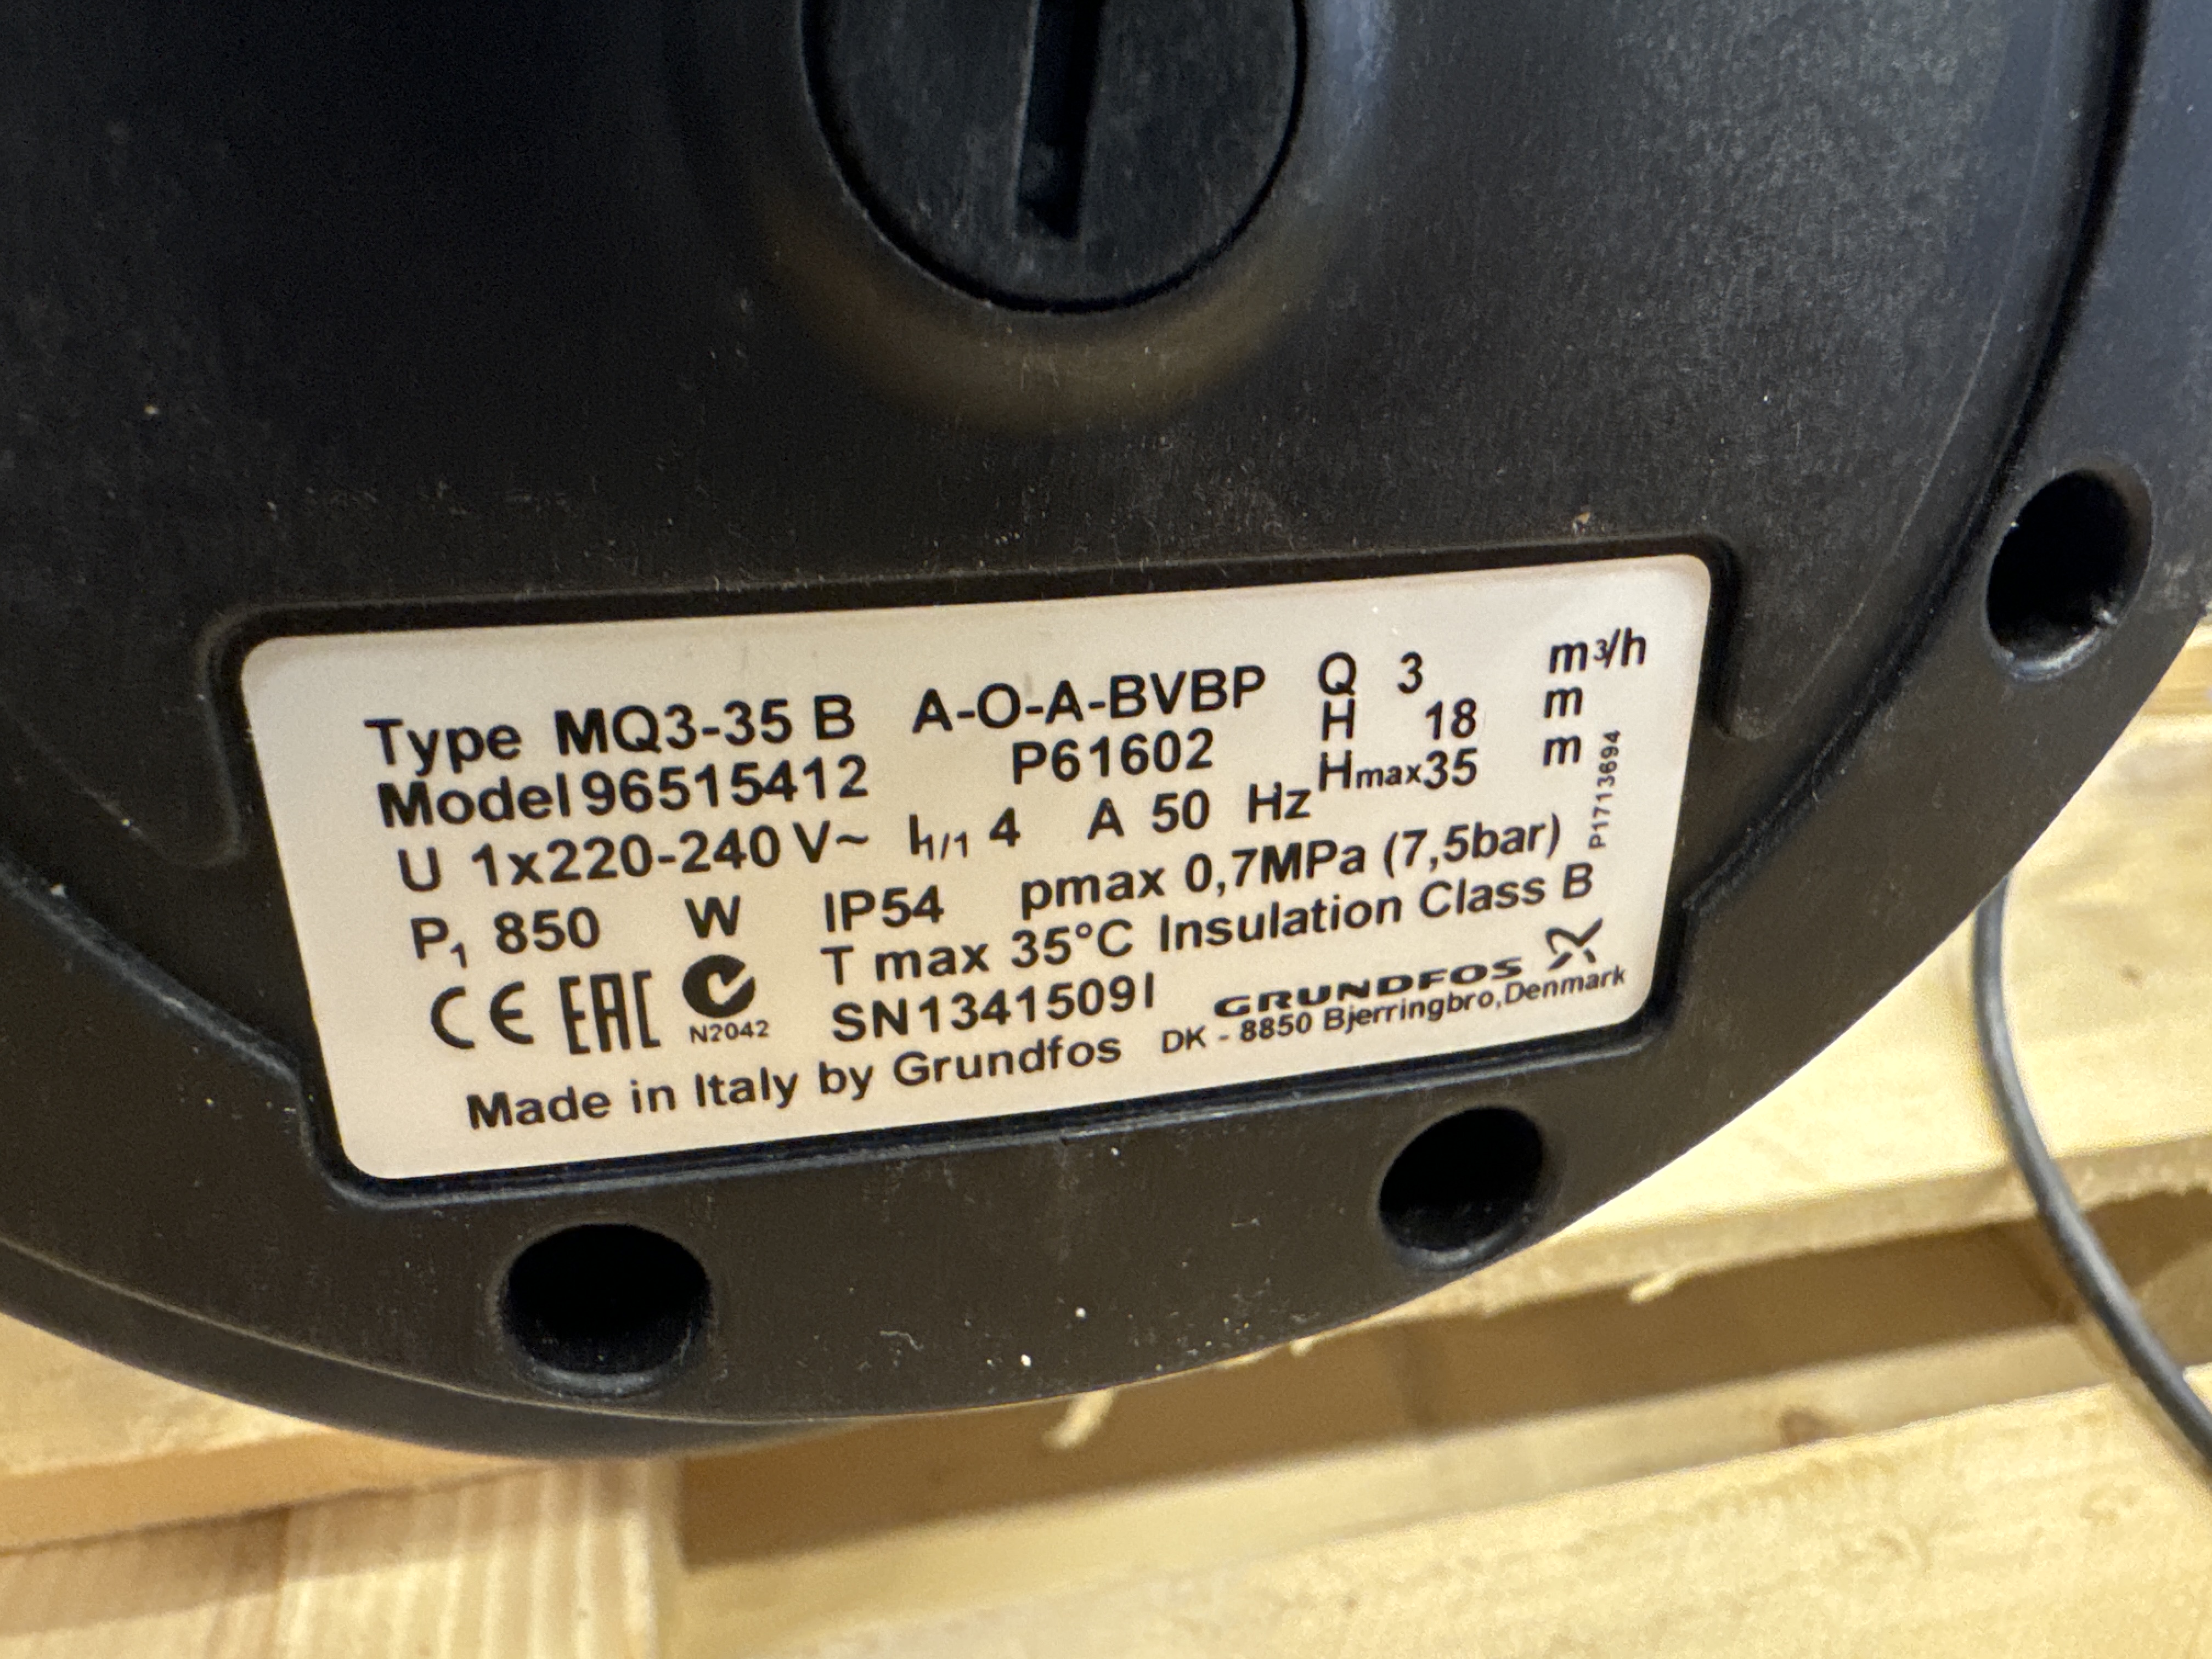 Type MQ3-35 B A-O-A-BVBP Q 3 m³/h
Model 96515412 P61602 H 18 m
U 1x220-240 V~ I1/1 4 A 50 Hz Hmax 35 m
P1 850 W IP54 pmax 0,7MPa (7,5bar)
T max 35°C Insulation Class B
P1713694
CE EAC N2042 SN1341509I GRUNDFOS
Made in Italy by Grundfos DK - 8850 Bjerringbro,Denmark